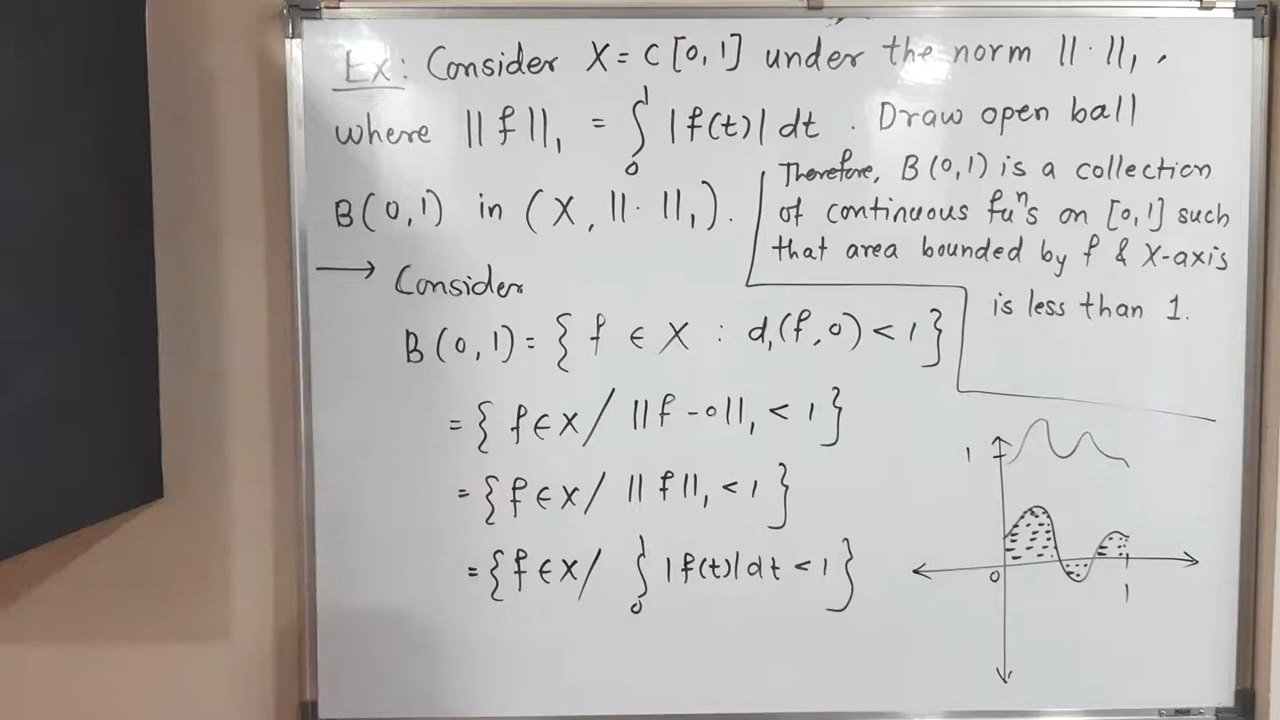 Ex: Consider X = C[0,1] under the norm ||·||₁,
where ||f||₁ = ∫₀¹ |f(t)| dt. Draw open ball
B(0,1) in (X, ||·||₁).
Therefore, B(0,1) is a collection
of continuous fuⁿs on [0,1] such
that area bounded by f & X-axis
is less than 1.
→ Consider
B(0,1) = { f ∈ X : d₁(f,0) < 1 }
= { f ∈ X / ||f - 0||₁ < 1 }
= { f ∈ X / ||f||₁ < 1 }
= { f ∈ X / ∫₀¹ |f(t)| dt < 1 }
1
0
1